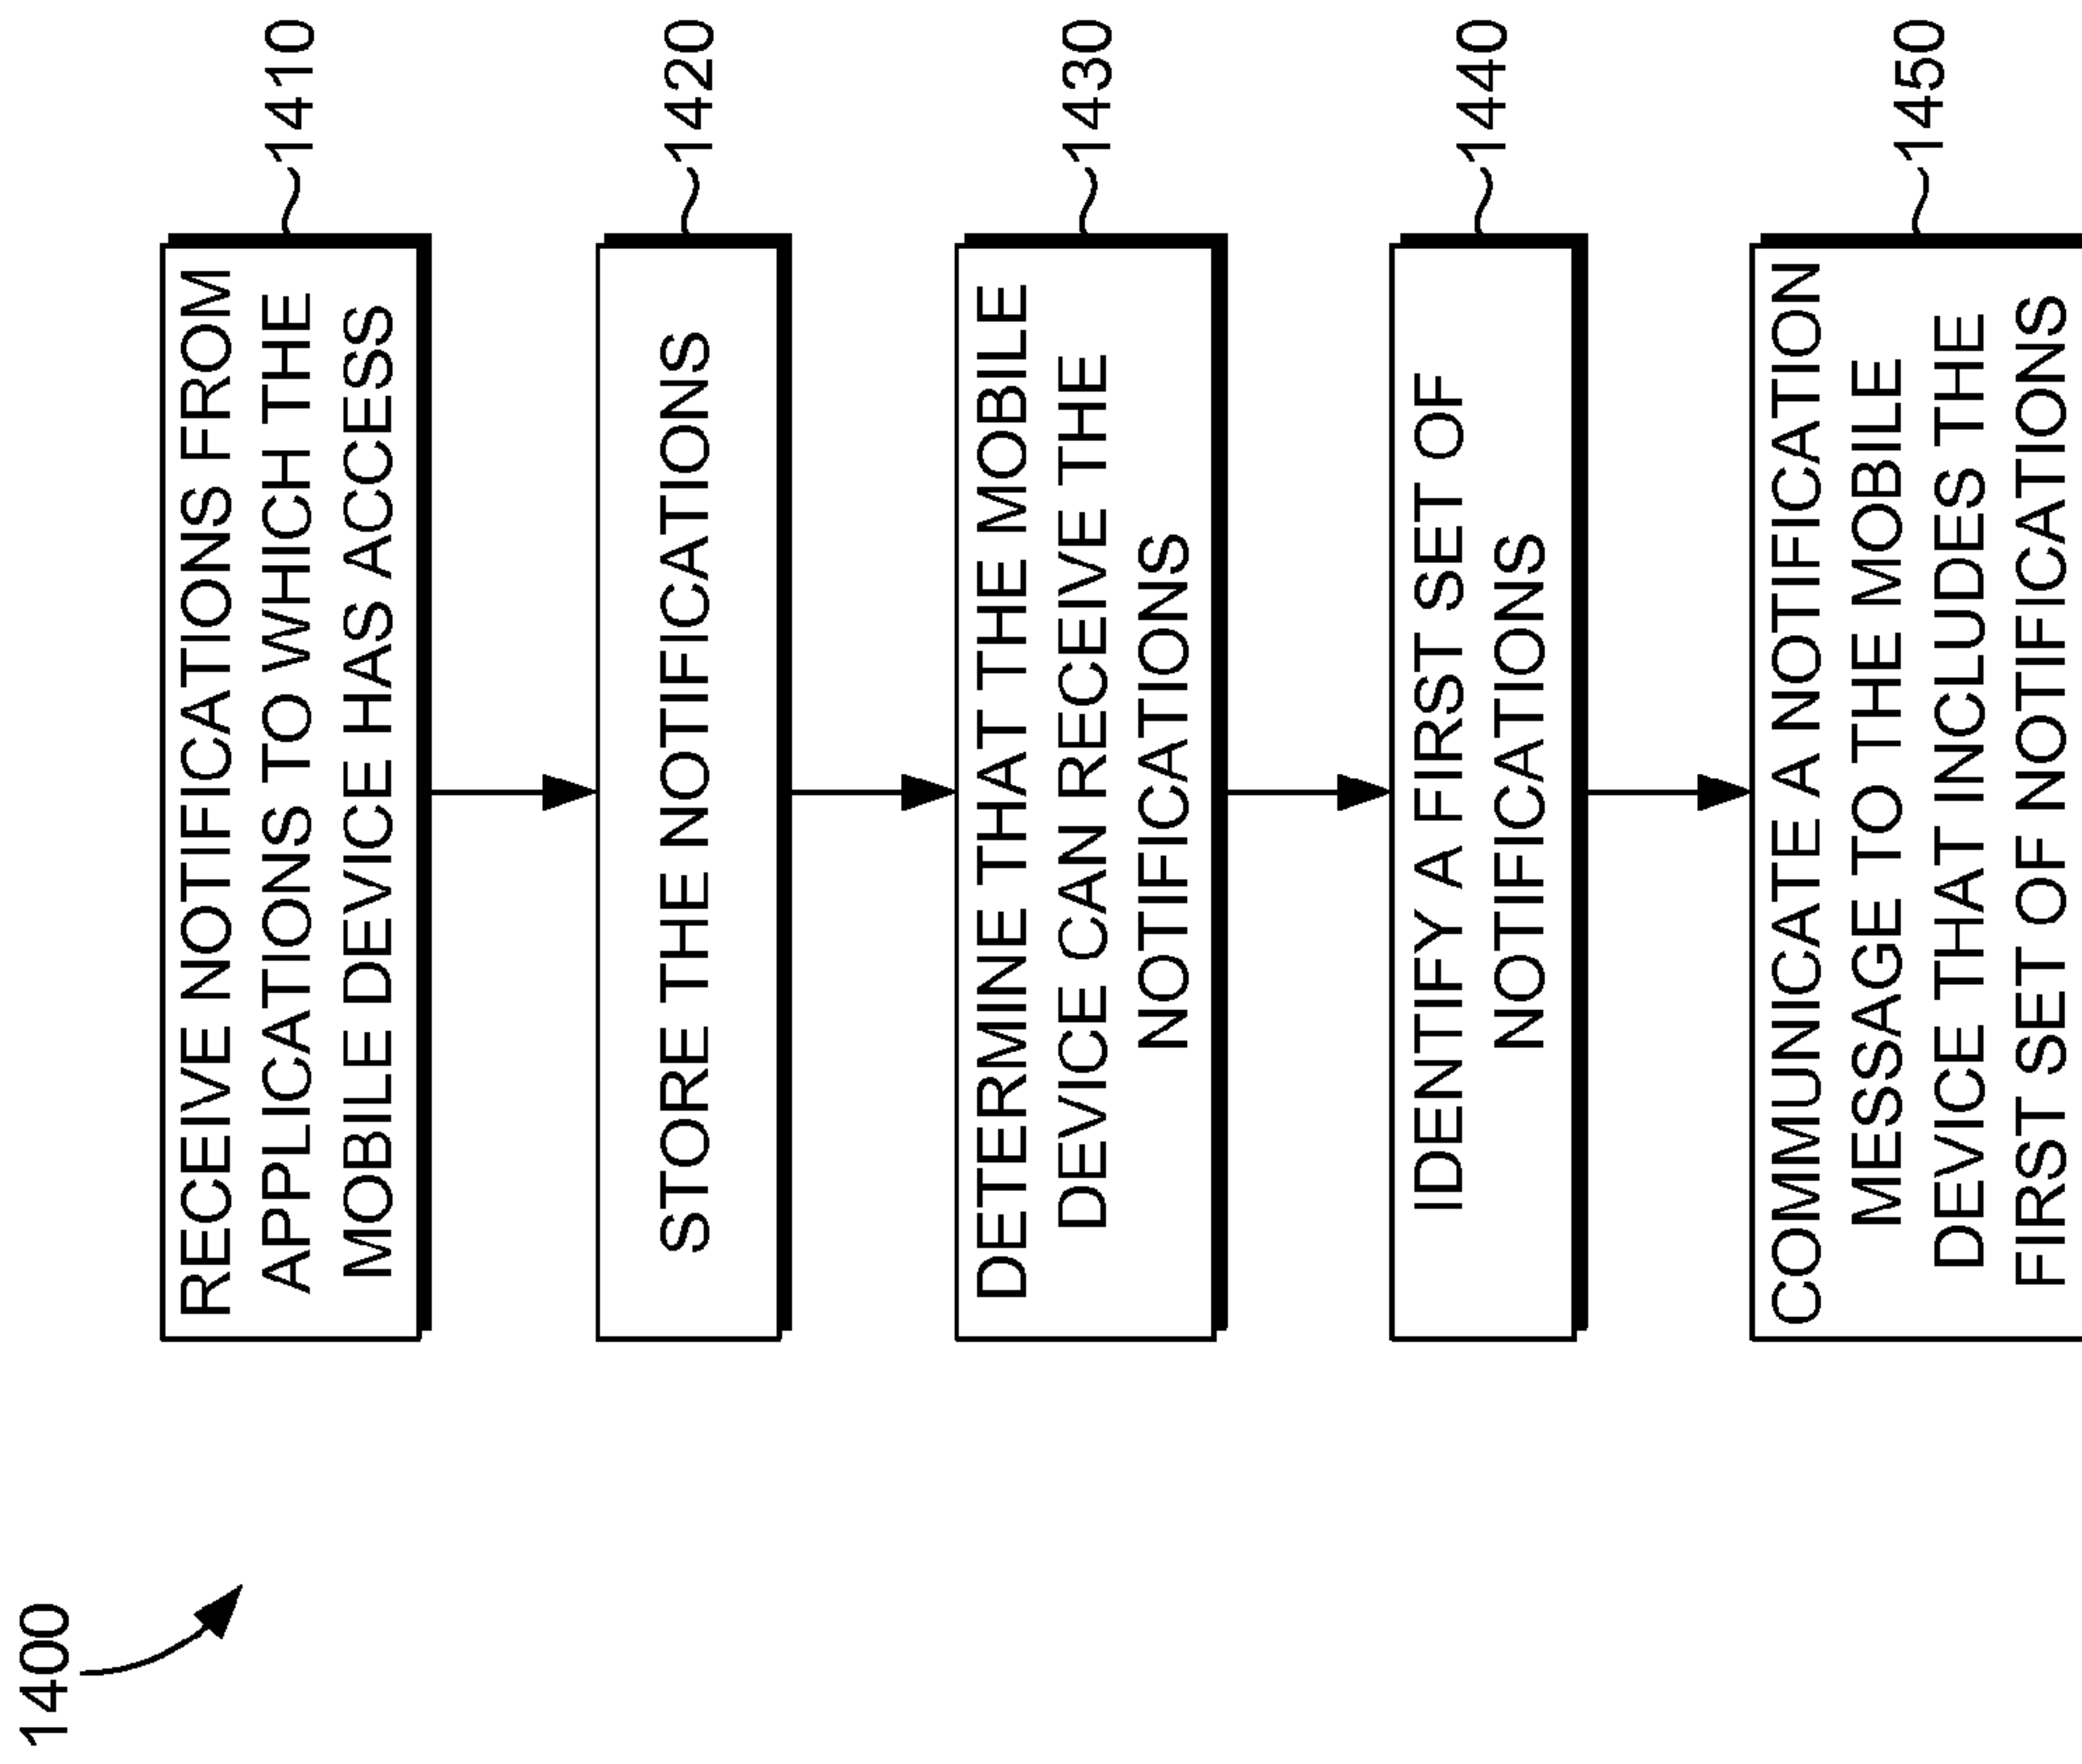 1400
RECEIVE NOTIFICATIONS FROM
APPLICATIONS TO WHICH THE
MOBILE DEVICE HAS ACCESS
1410
STORE THE NOTIFICATIONS
1420
DETERMINE THAT THE MOBILE
DEVICE CAN RECEIVE THE
NOTIFICATIONS
1430
IDENTIFY A FIRST SET OF
NOTIFICATIONS
1440
COMMUNICATE A NOTIFICATION
MESSAGE TO THE MOBILE
DEVICE THAT INCLUDES THE
FIRST SET OF NOTIFICATIONS
1450